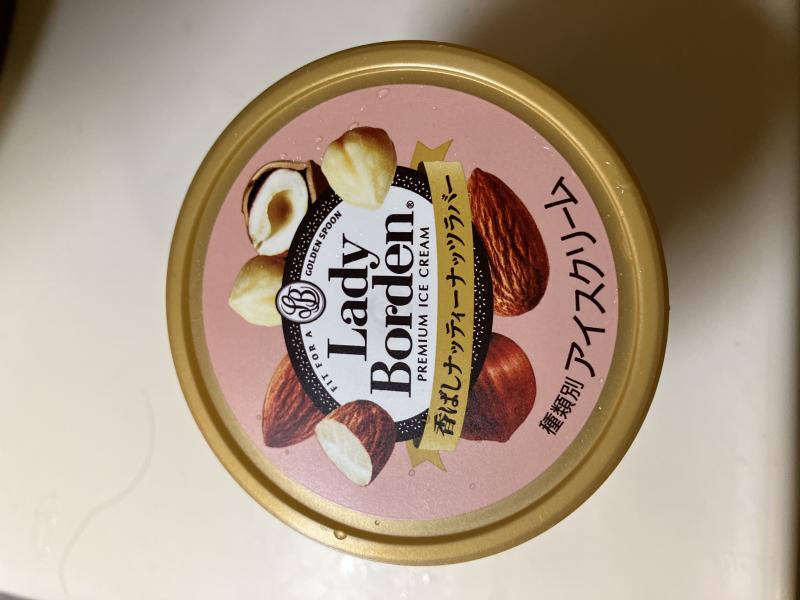 FIT FOR A GOLDEN SPOON
LB
Lady
Borden®
PREMIUM ICE CREAM
香ばしナッティーナッツラバー
種類別 アイスクリーム